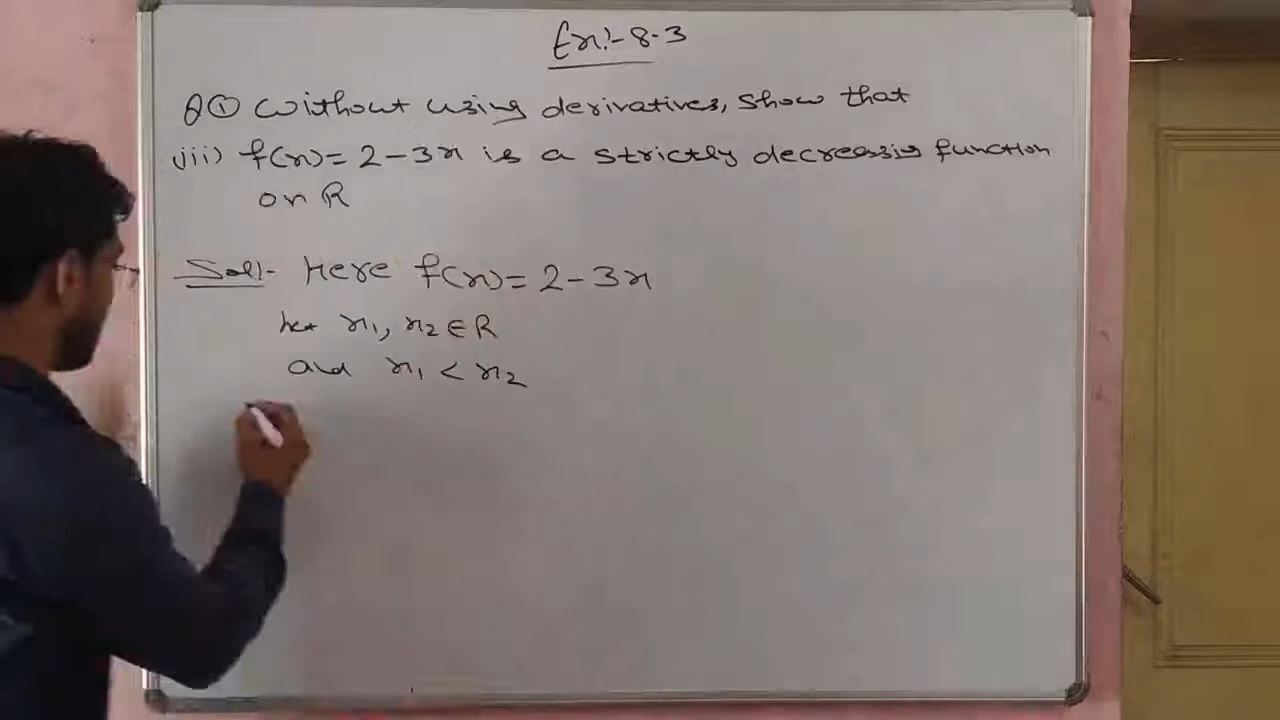 Ex:- 8.3
Q① Without using derivatives, show that
(iii) f(x) = 2 - 3x is a strictly decreasing function
on R
Sol:- Here f(x) = 2 - 3x
Let x₁, x₂ ∈ R
and x₁ < x₂